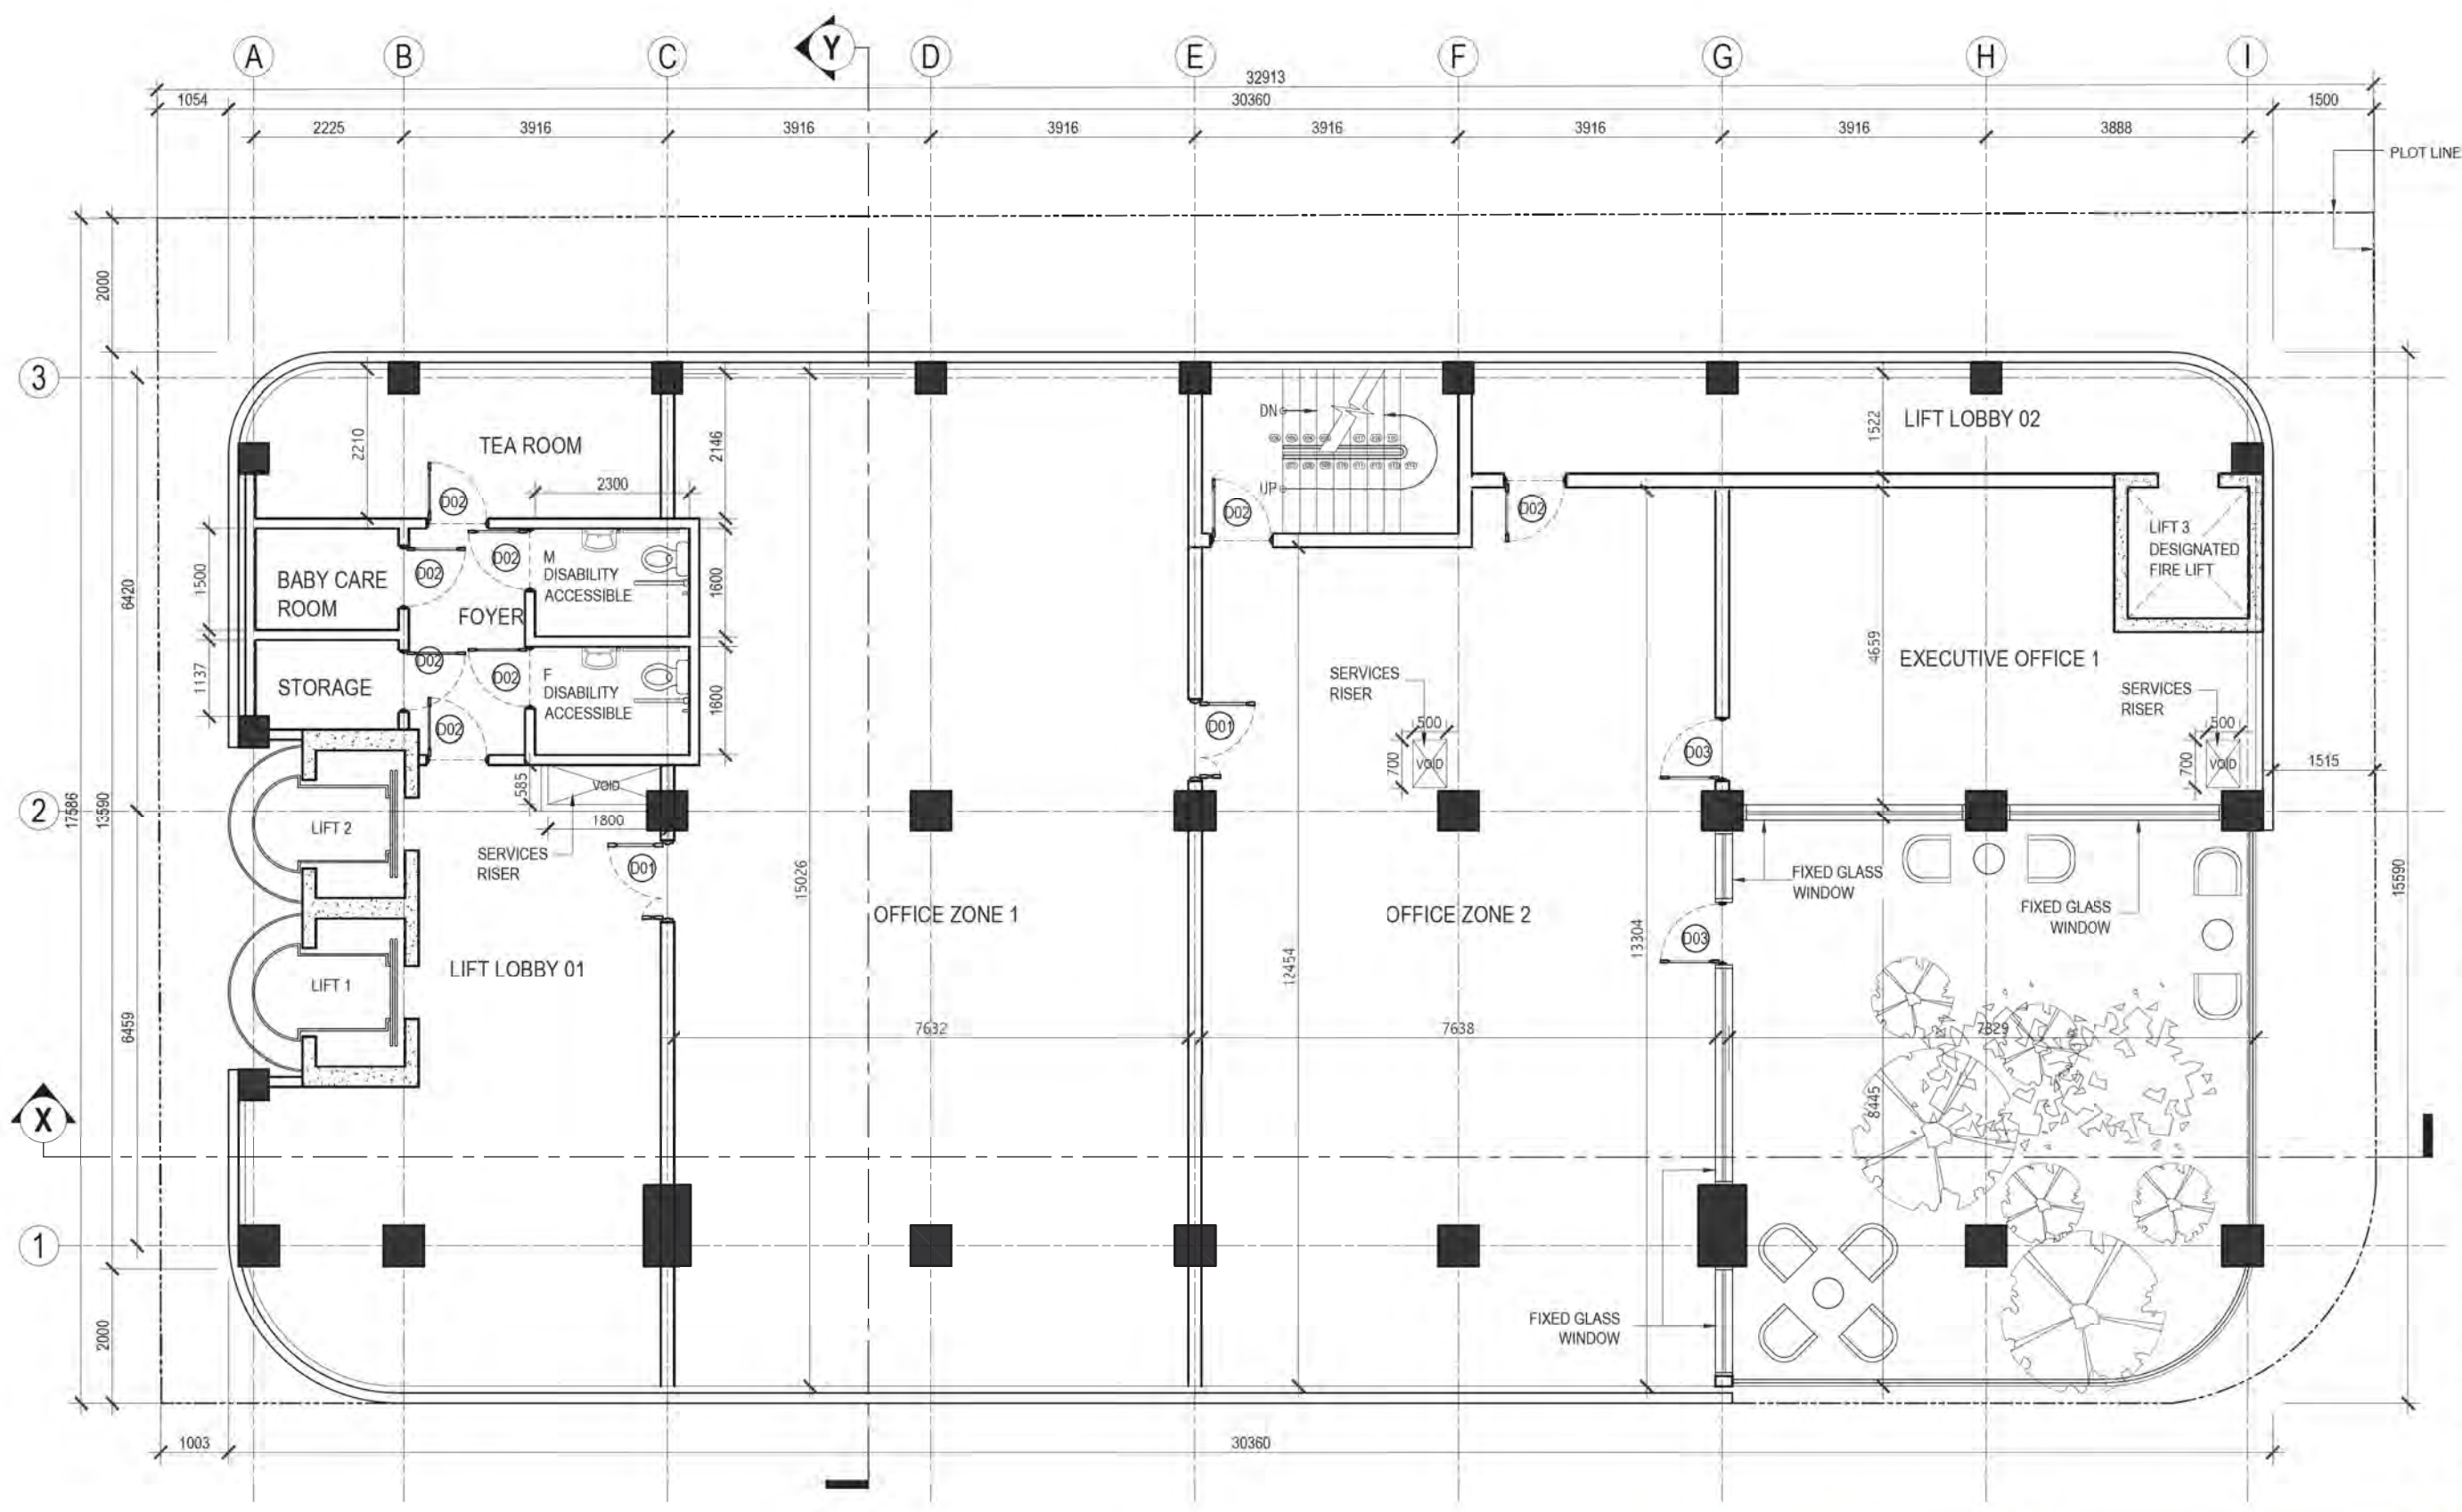 A
B
C
Y
D
E
F
G
H
I
32913
1054
30360
1500
2225
3916
3916
3916
3916
3916
3916
3888
PLOT LINE
2000
3
DN
UP
LIFT LOBBY 02
1522
2210
TEA ROOM
2146
2300
D02
D02
D02
LIFT 3
DESIGNATED
FIRE LIFT
1500
6420
BABY CARE
ROOM
D02
D02
M
DISABILITY
ACCESSIBLE
1600
FOYER
1137
STORAGE
D02
D02
F
DISABILITY
ACCESSIBLE
1600
D02
4659
EXECUTIVE OFFICE 1
SERVICES
RISER
500
700
VOID
SERVICES
RISER
500
700
VOID
D01
D03
1515
585
VOID
1800
2
17586
13590
LIFT 2
SERVICES
RISER
D01
15026
OFFICE ZONE 1
OFFICE ZONE 2
FIXED GLASS
WINDOW
FIXED GLASS
WINDOW
15590
D03
13304
12454
LIFT LOBBY 01
LIFT 1
6459
7632
7638
7829
8445
X
1
2000
FIXED GLASS
WINDOW
1003
30360